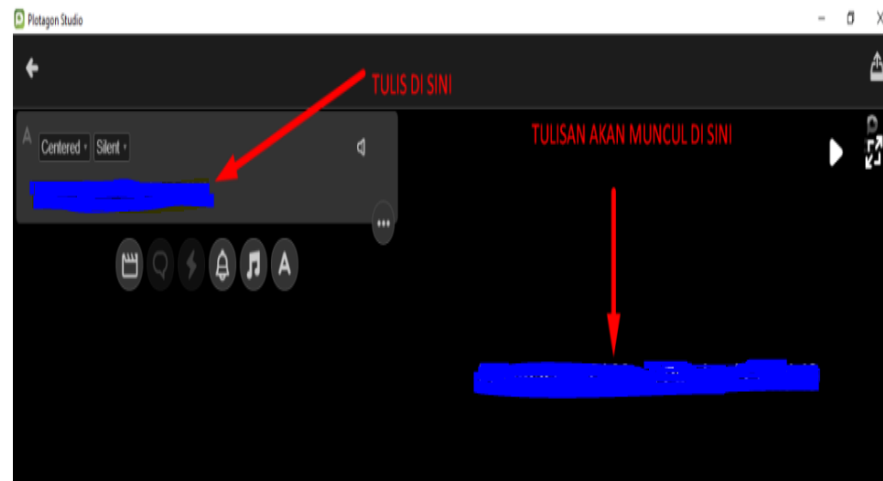 Plotagon Studio
TULIS DI SINI
A
Centered
Silent
TULISAN AKAN MUNCUL DI SINI
A